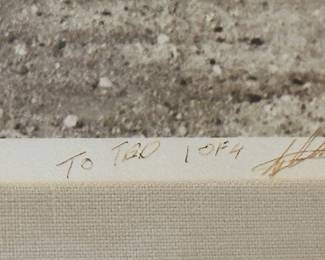 TO TED 1 OF 4